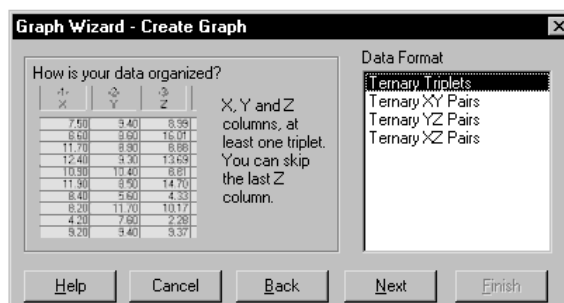 Graph Wizard - Create Graph
How is your data organized?
-1- -2- -3-
X Y Z
7.50 9.40 8.99
6.60 8.60 16.01
11.70 8.90 8.88
12.40 9.30 13.69
10.90 10.40 6.81
11.90 8.50 14.70
8.40 5.60 4.33
8.20 11.70 10.17
4.20 7.60 2.28
9.20 9.40 9.37
X, Y and Z
columns, at
least one triplet.
You can skip
the last Z
column.
Data Format
Ternary Triplets
Ternary XY Pairs
Ternary YZ Pairs
Ternary XZ Pairs
Help Cancel Back Next Finish